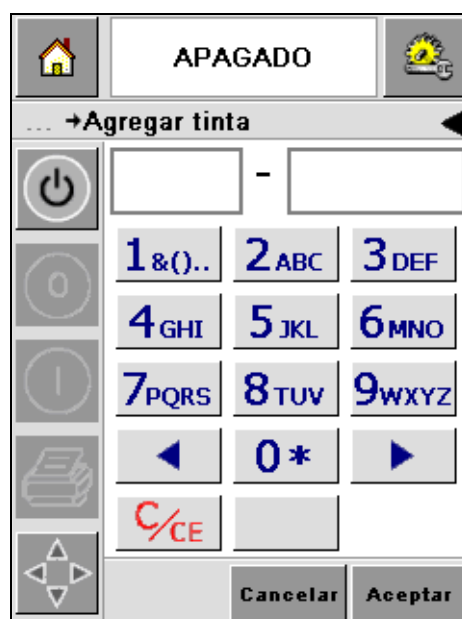 APAGADO
... →Agregar tinta
-
1&().. 2ABC 3DEF
4GHI 5JKL 6MNO
7PQRS 8TUV 9WXYZ
0*
C/CE
Cancelar Aceptar